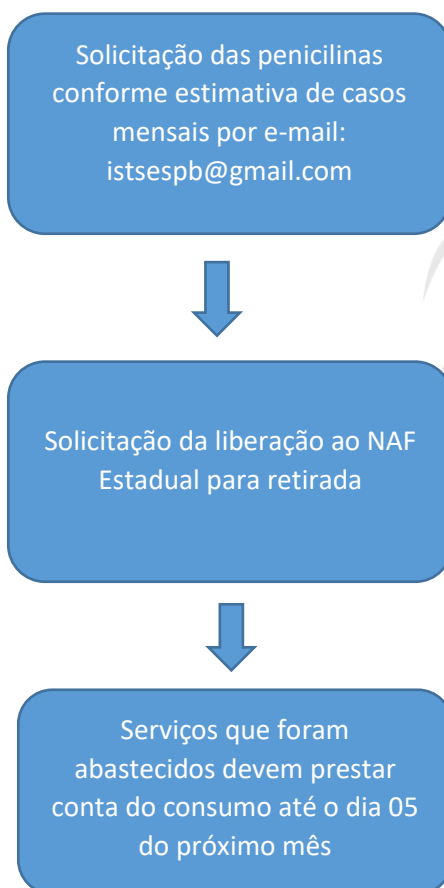 Solicitação das penicilinas
conforme estimativa de casos
mensais por e-mail:
istsespb@gmail.com
Solicitação da liberação ao NAF
Estadual para retirada
Serviços que foram
abastecidos devem prestar
conta do consumo até o dia 05
do próximo mês